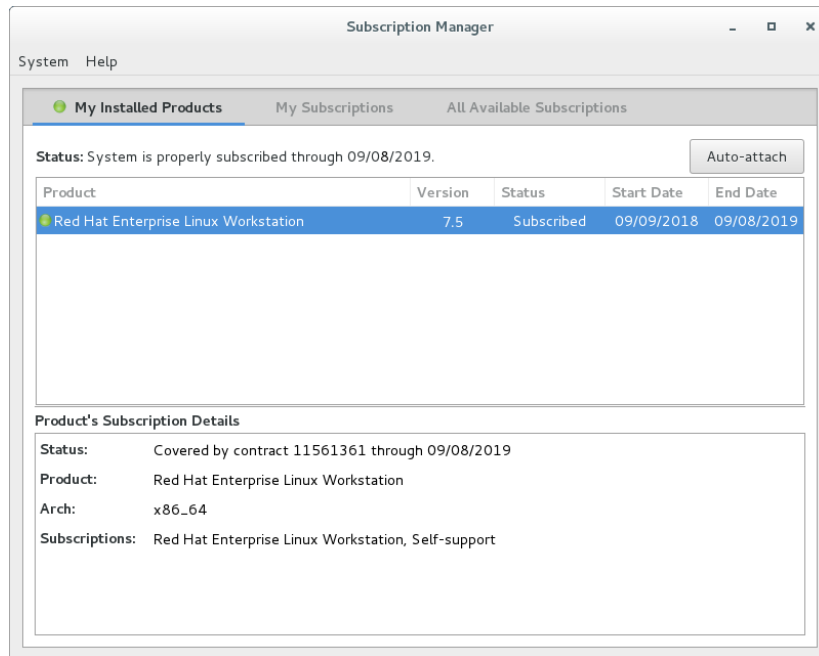 Subscription Manager
System Help
My Installed Products My Subscriptions All Available Subscriptions
Status: System is properly subscribed through 09/08/2019. Auto-attach
Product Version Status Start Date End Date
Red Hat Enterprise Linux Workstation 7.5 Subscribed 09/09/2018 09/08/2019
Product's Subscription Details
Status: Covered by contract 11561361 through 09/08/2019
Product: Red Hat Enterprise Linux Workstation
Arch: x86_64
Subscriptions: Red Hat Enterprise Linux Workstation, Self-support